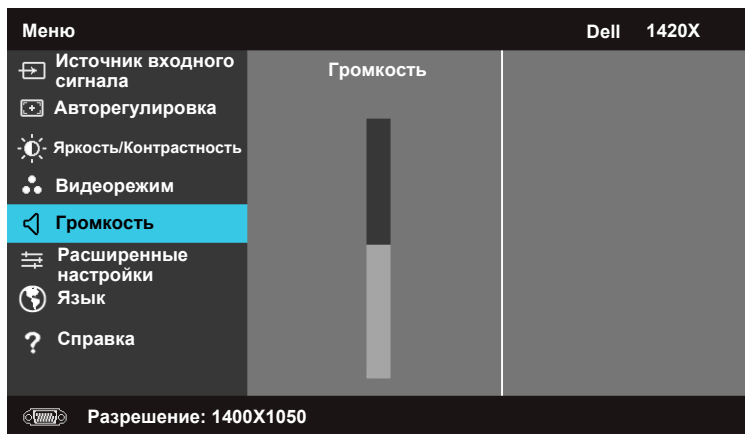 Меню
Dell 1420X
Источник входного
сигнала
Авторегулировка
Яркость/Контрастность
Видеорежим
Громкость
Расширенные
настройки
Язык
? Справка
Громкость
Разрешение: 1400X1050